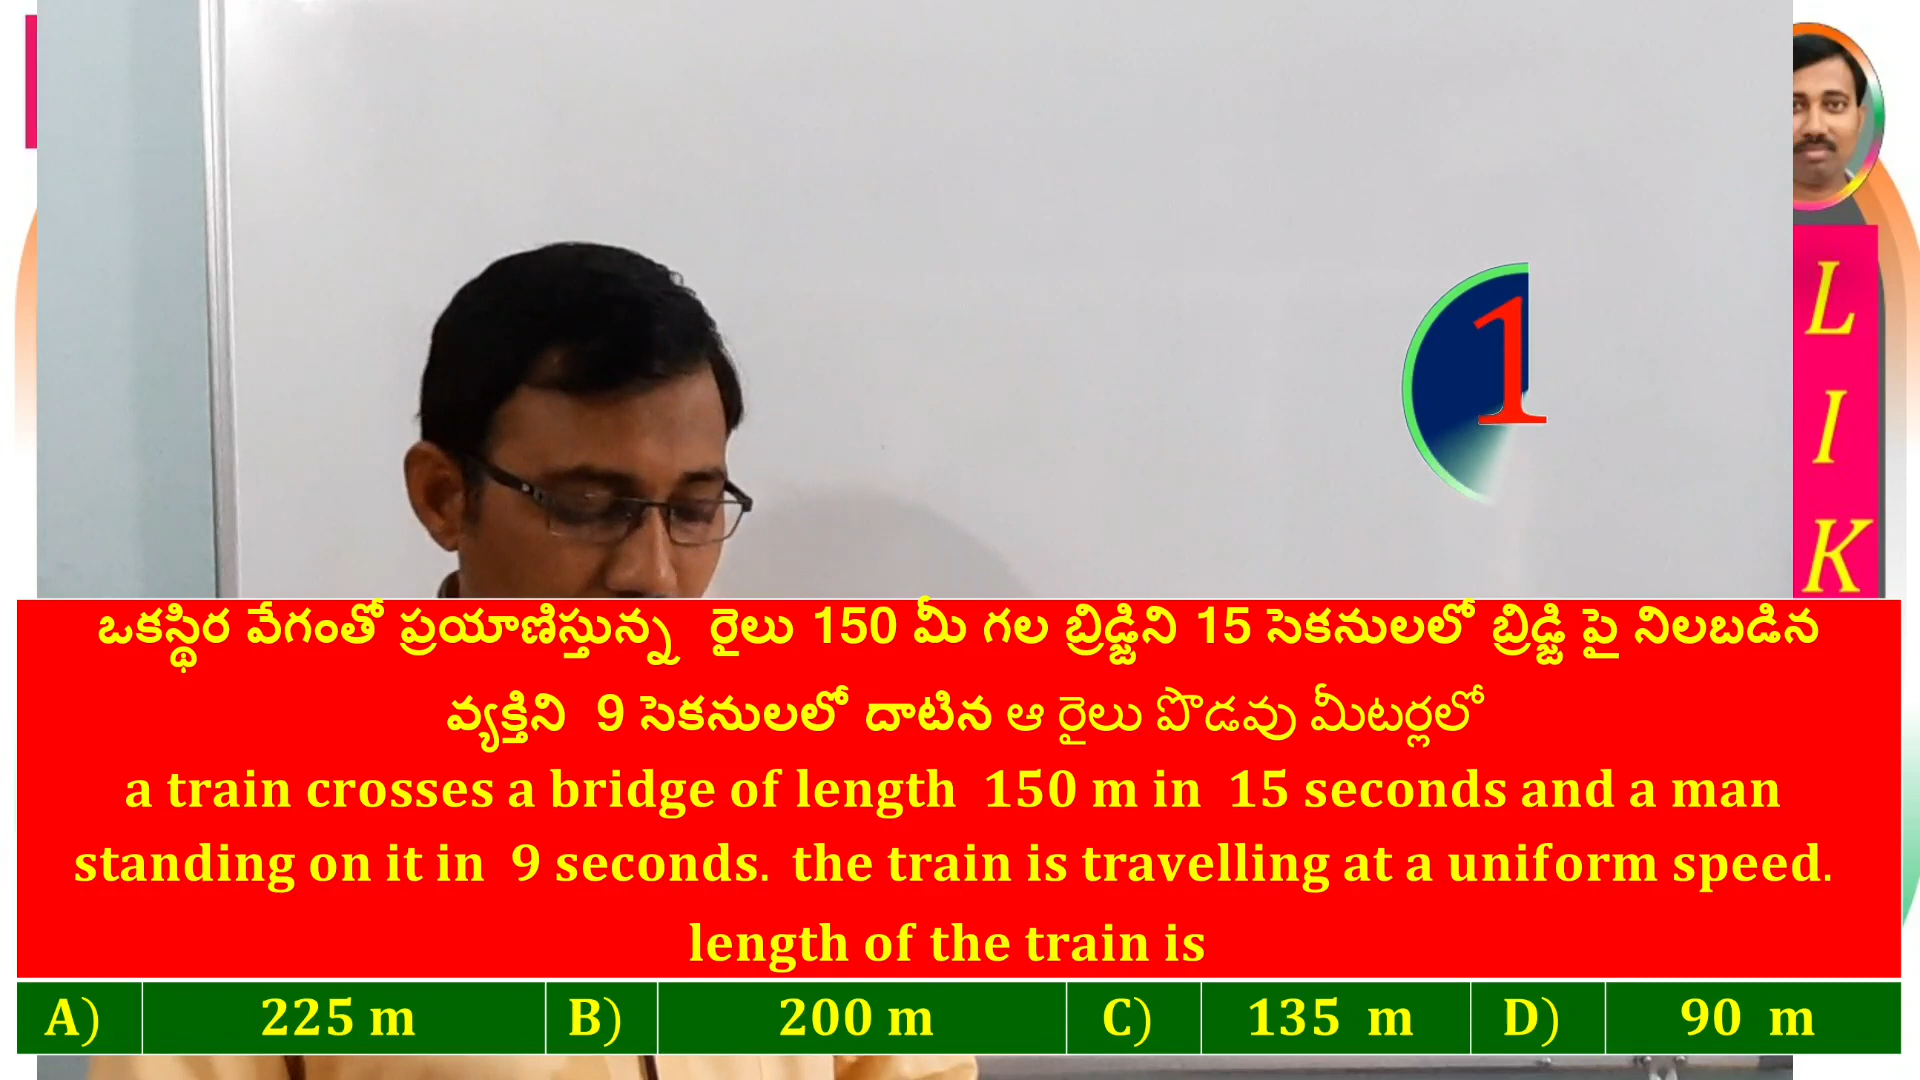 L
I
K
1
ఒకస్థిర వేగంతో ప్రయాణిస్తున్న రైలు 150 మీ గల బ్రిడ్జిని 15 సెకనులలో బ్రిడ్జి పై నిలబడిన
వ్యక్తిని 9 సెకనులలో దాటిన ఆ రైలు పొడవు మీటర్లలో
a train crosses a bridge of length 150 m in 15 seconds and a man
standing on it in 9 seconds. the train is travelling at a uniform speed.
length of the train is
A) 225 m B) 200 m C) 135 m D) 90 m